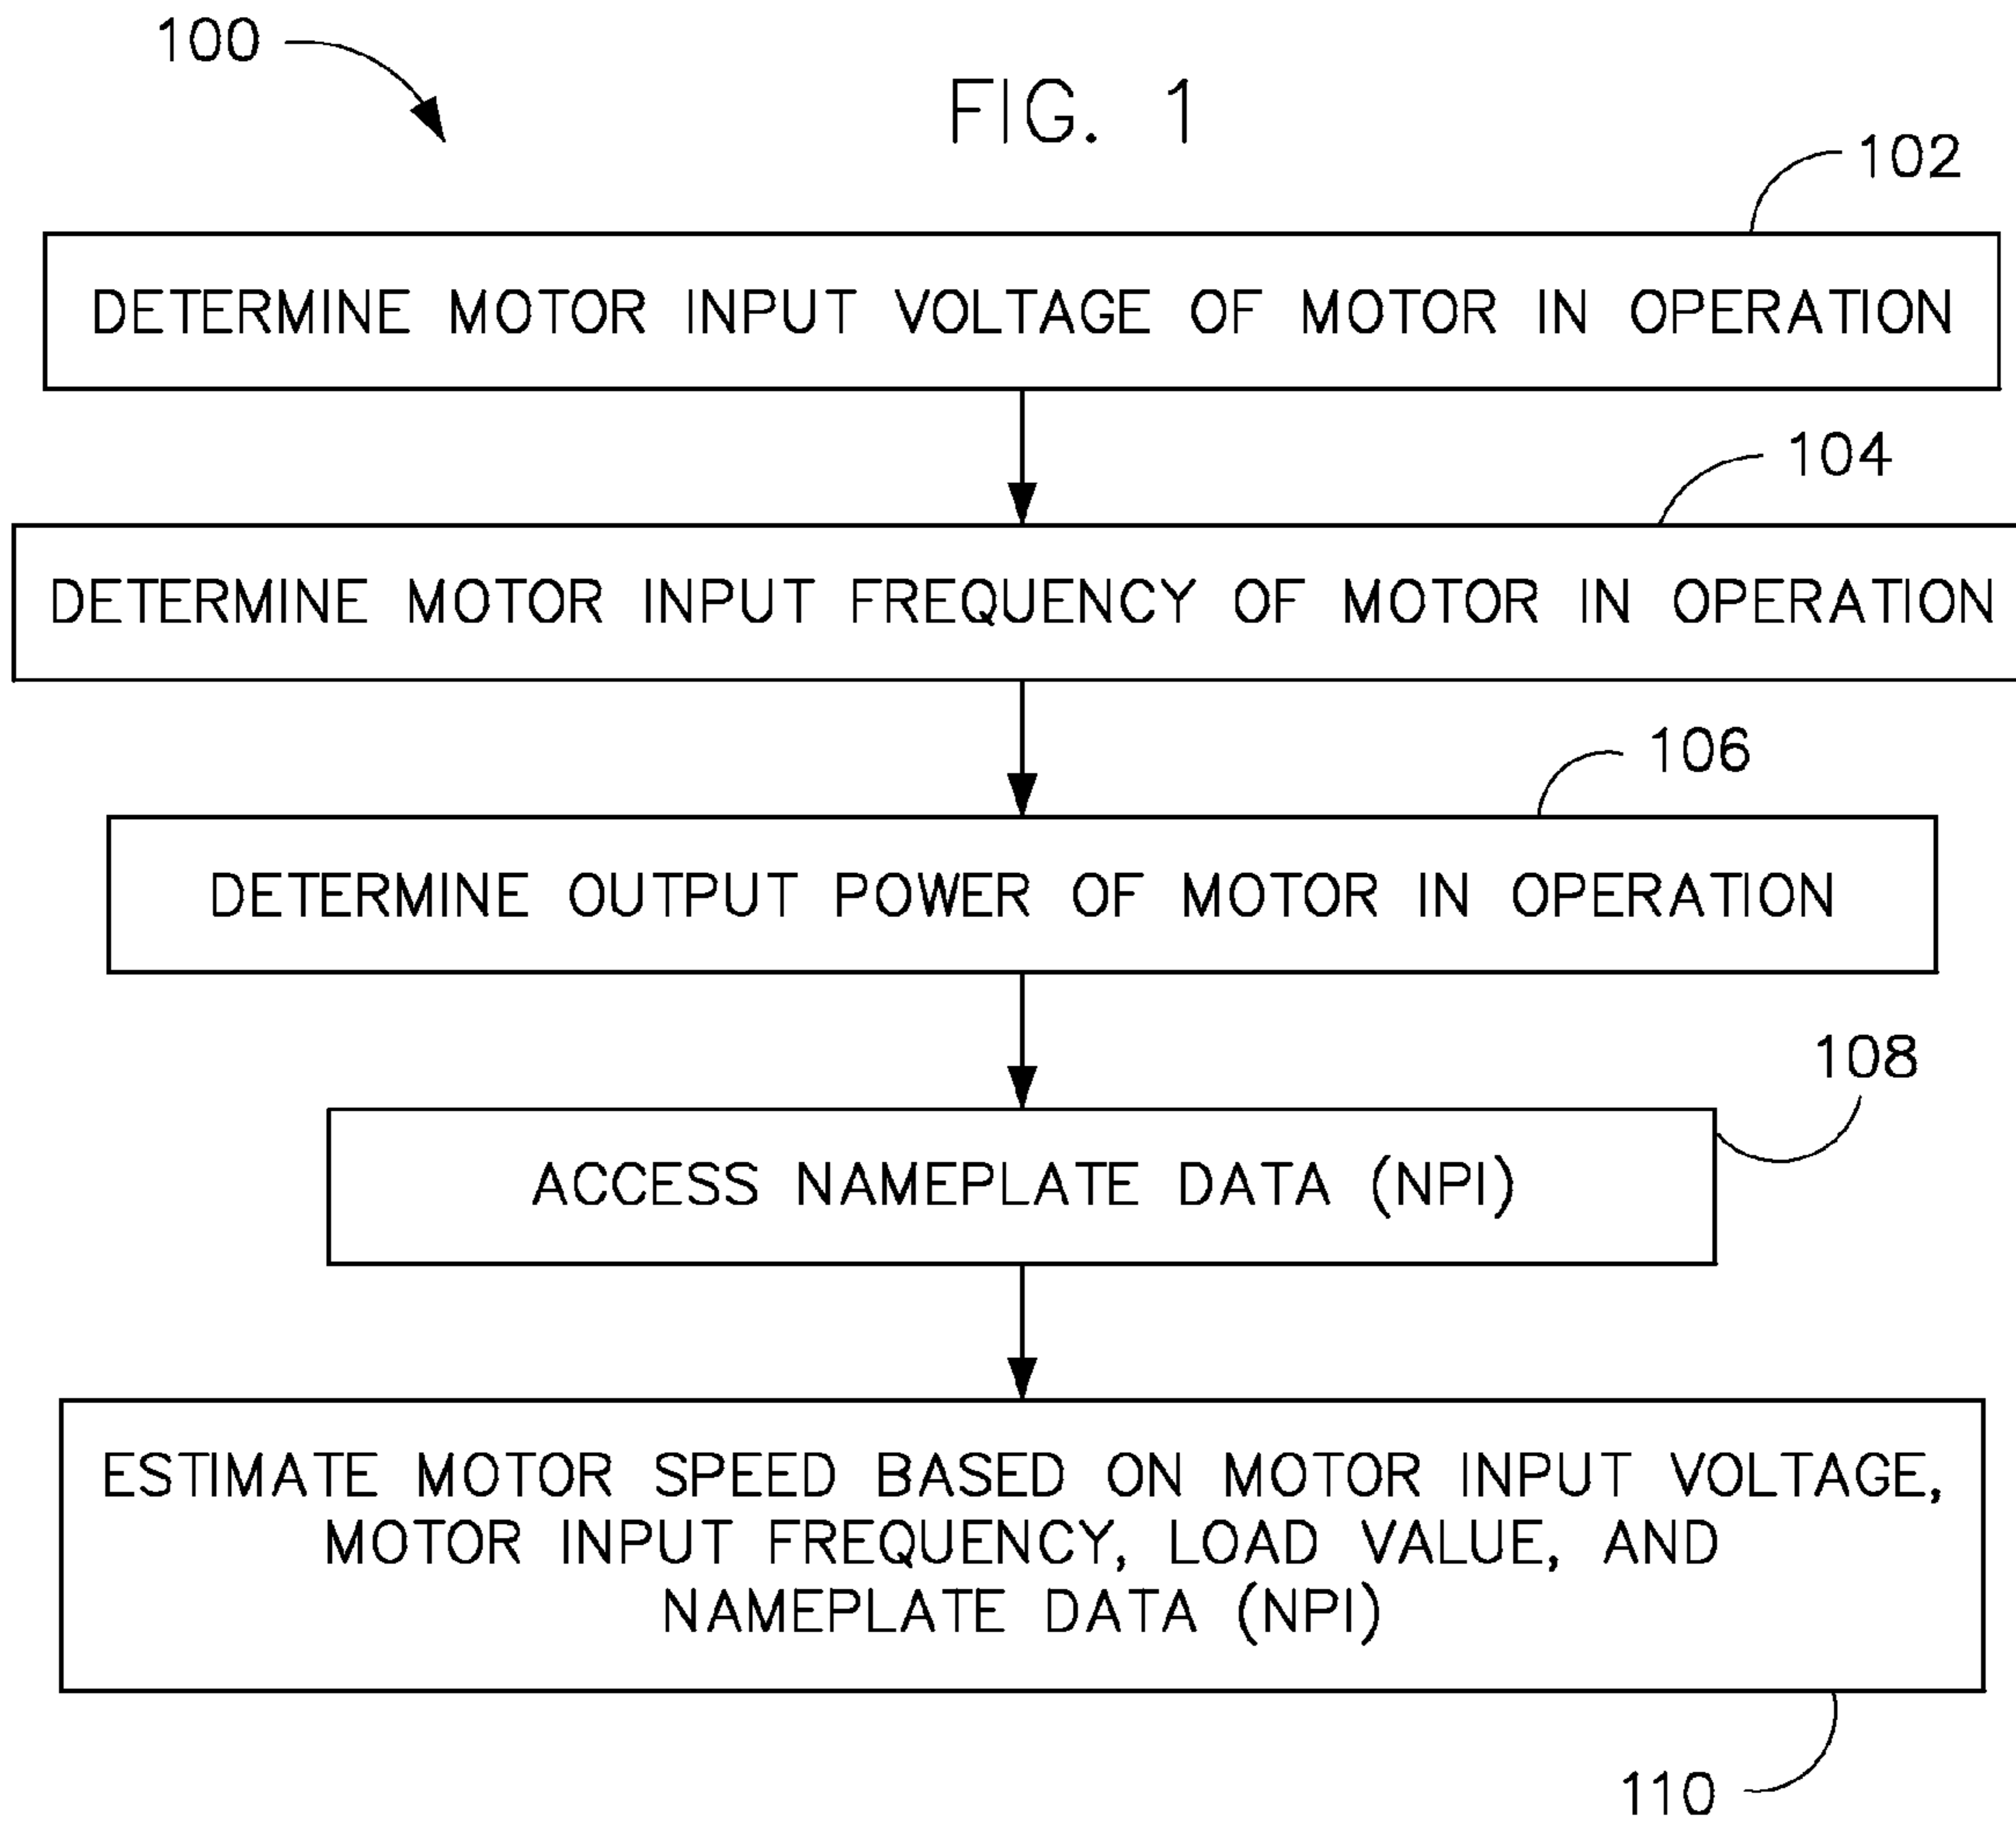 100
FIG. 1
102
DETERMINE MOTOR INPUT VOLTAGE OF MOTOR IN OPERATION
104
DETERMINE MOTOR INPUT FREQUENCY OF MOTOR IN OPERATION
106
DETERMINE OUTPUT POWER OF MOTOR IN OPERATION
108
ACCESS NAMEPLATE DATA (NPI)
ESTIMATE MOTOR SPEED BASED ON MOTOR INPUT VOLTAGE,
MOTOR INPUT FREQUENCY, LOAD VALUE, AND
NAMEPLATE DATA (NPI)
110